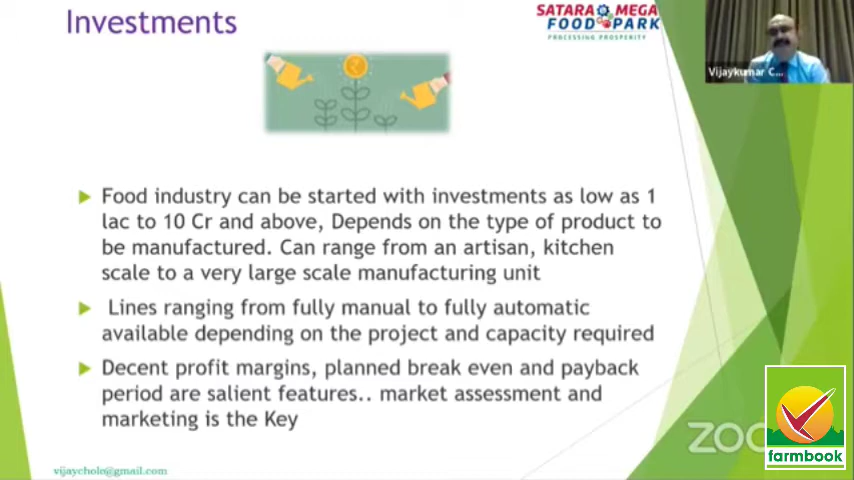 Investments
SATARA MEGA
FOOD PARK
PROCESSING PROSPERITY
Vijaykumar C...
Food industry can be started with investments as low as 1
lac to 10 Cr and above, Depends on the type of product to
be manufactured. Can range from an artisan, kitchen
scale to a very large scale manufacturing unit
Lines ranging from fully manual to fully automatic
available depending on the project and capacity required
Decent profit margins, planned break even and payback
period are salient features.. market assessment and
marketing is the Key
vijaychole@gmail.com
farmbook